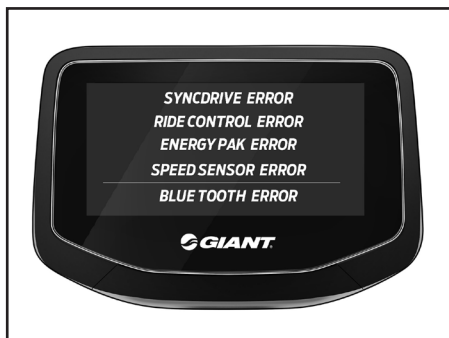 SYNCDRIVE ERROR
RIDE CONTROL ERROR
ENERGY PAK ERROR
SPEED SENSOR ERROR
BLUE TOOTH ERROR
GIANT